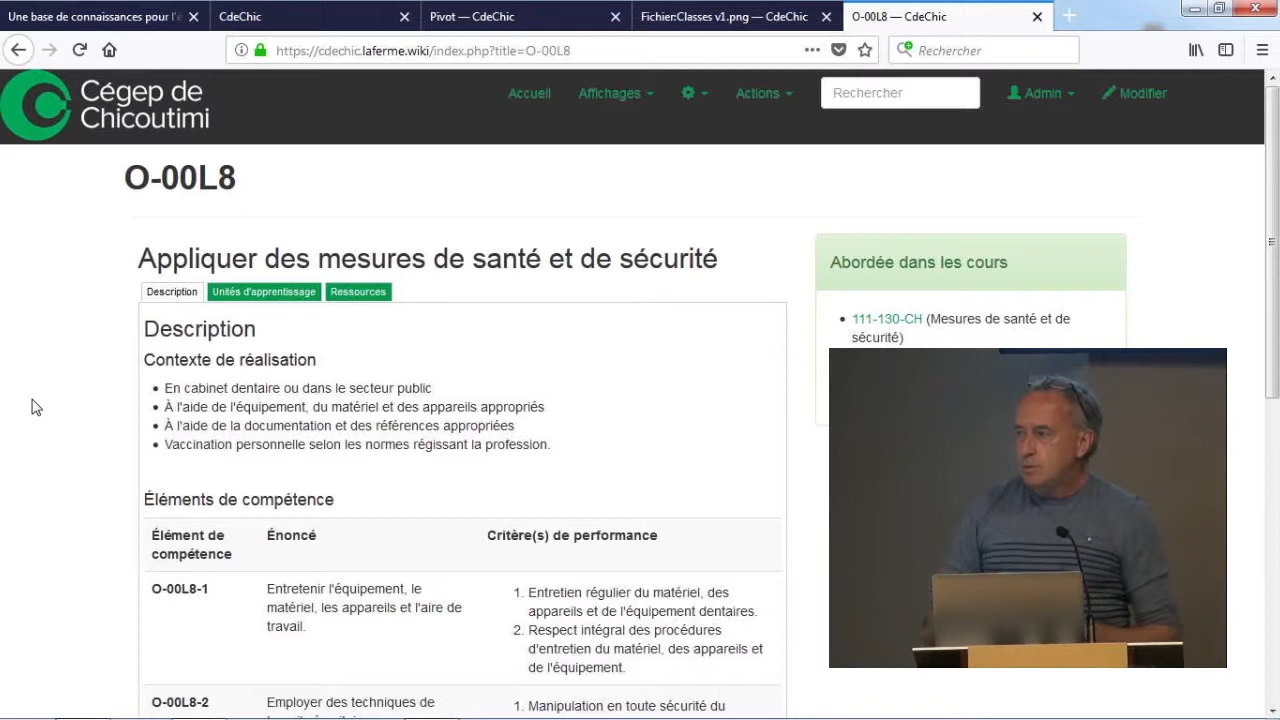 Une base de connaissances pour l'é
CdeChic
Pivot — CdeChic
Fichier:Classes v1.png — CdeChic
O-00L8 — CdeChic
https://cdechic.laferme.wiki/index.php?title=O-00L8
Rechercher
Cégep de
Chicoutimi
Accueil
Affichages
Actions
Rechercher
Admin
Modifier
O-00L8
Appliquer des mesures de santé et de sécurité
Description
Unités d'apprentissage
Ressources
Description
Contexte de réalisation
• En cabinet dentaire ou dans le secteur public
• À l'aide de l'équipement, du matériel et des appareils appropriés
• À l'aide de la documentation et des références appropriées
• Vaccination personnelle selon les normes régissant la profession.
Éléments de compétence
Élément de
compétence
Énoncé
Critère(s) de performance
O-00L8-1
Entretenir l'équipement, le
matériel, les appareils et l'aire de
travail.
1. Entretien régulier du matériel, des
appareils et de l'équipement dentaires.
2. Respect intégral des procédures
d'entretien du matériel, des appareils et
de l'équipement.
O-00L8-2
Employer des techniques de
1. Manipulation en toute sécurité du
Abordée dans les cours
• 111-130-CH (Mesures de santé et de
sécurité)